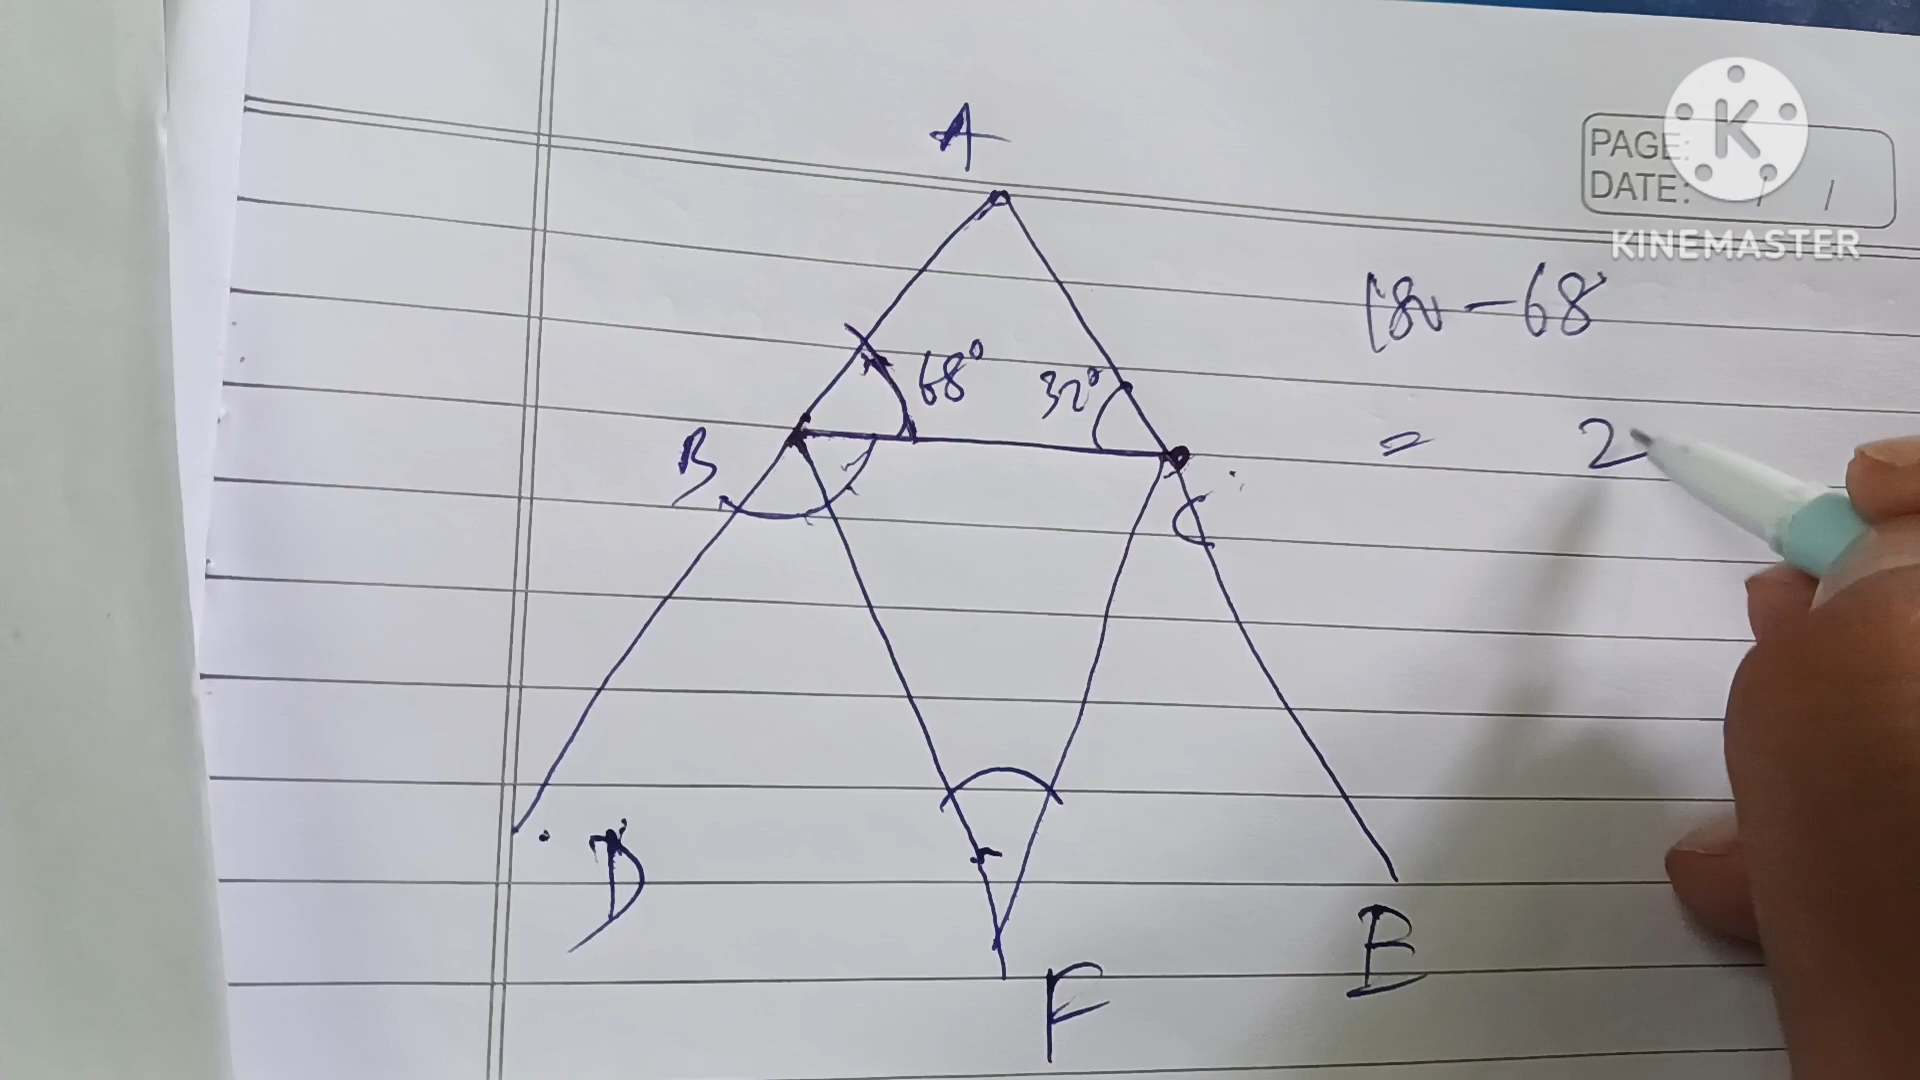 A
PAGE:
DATE: / /
K
KINEMASTER
180 - 68°
68°
32°
B
C
= 2
D
B
F